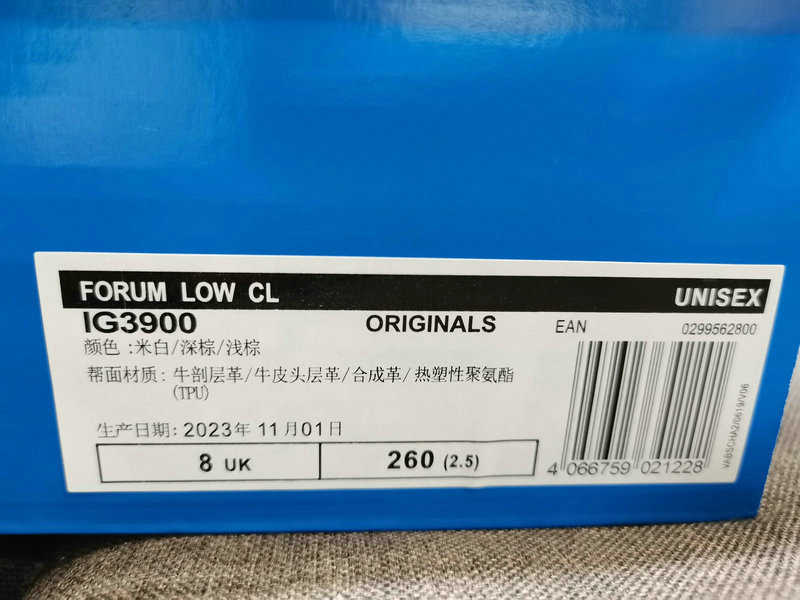 FORUM LOW CL
UNISEX
IG3900
ORIGINALS
EAN
0299562800
颜色:米白/深棕/浅棕
帮面材质: 牛剖层革/牛皮头层革/合成革/热塑性聚氨酯
(TPU)
生产日期: 2023年 11月01日
8 UK
260 (2.5)
4 066759 021228
VABSCHA2/0619/V06